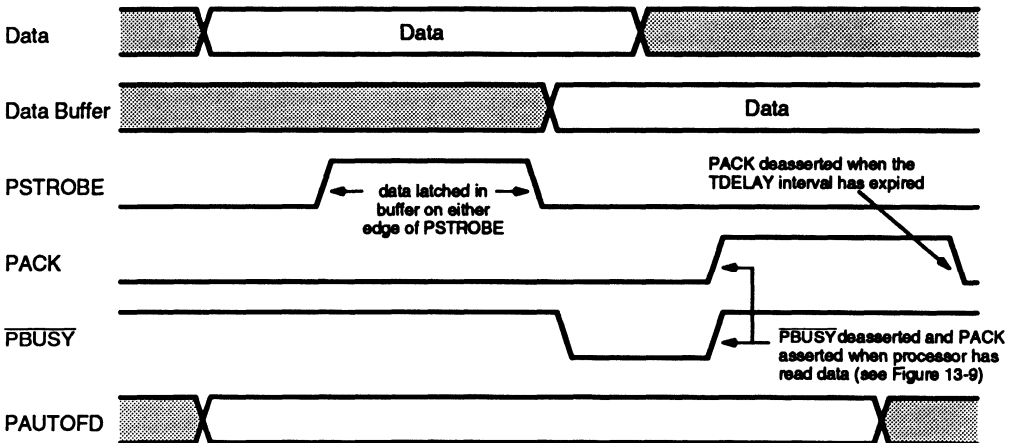 Data
Data
Data Buffer
Data
PSTROBE
data latched in
buffer on either
edge of PSTROBE
PACK deasserted when the
TDELAY interval has expired
PACK
PBUSY
PBUSY deasserted and PACK
asserted when processor has
read data (see Figure 13-9)
PAUTOFD